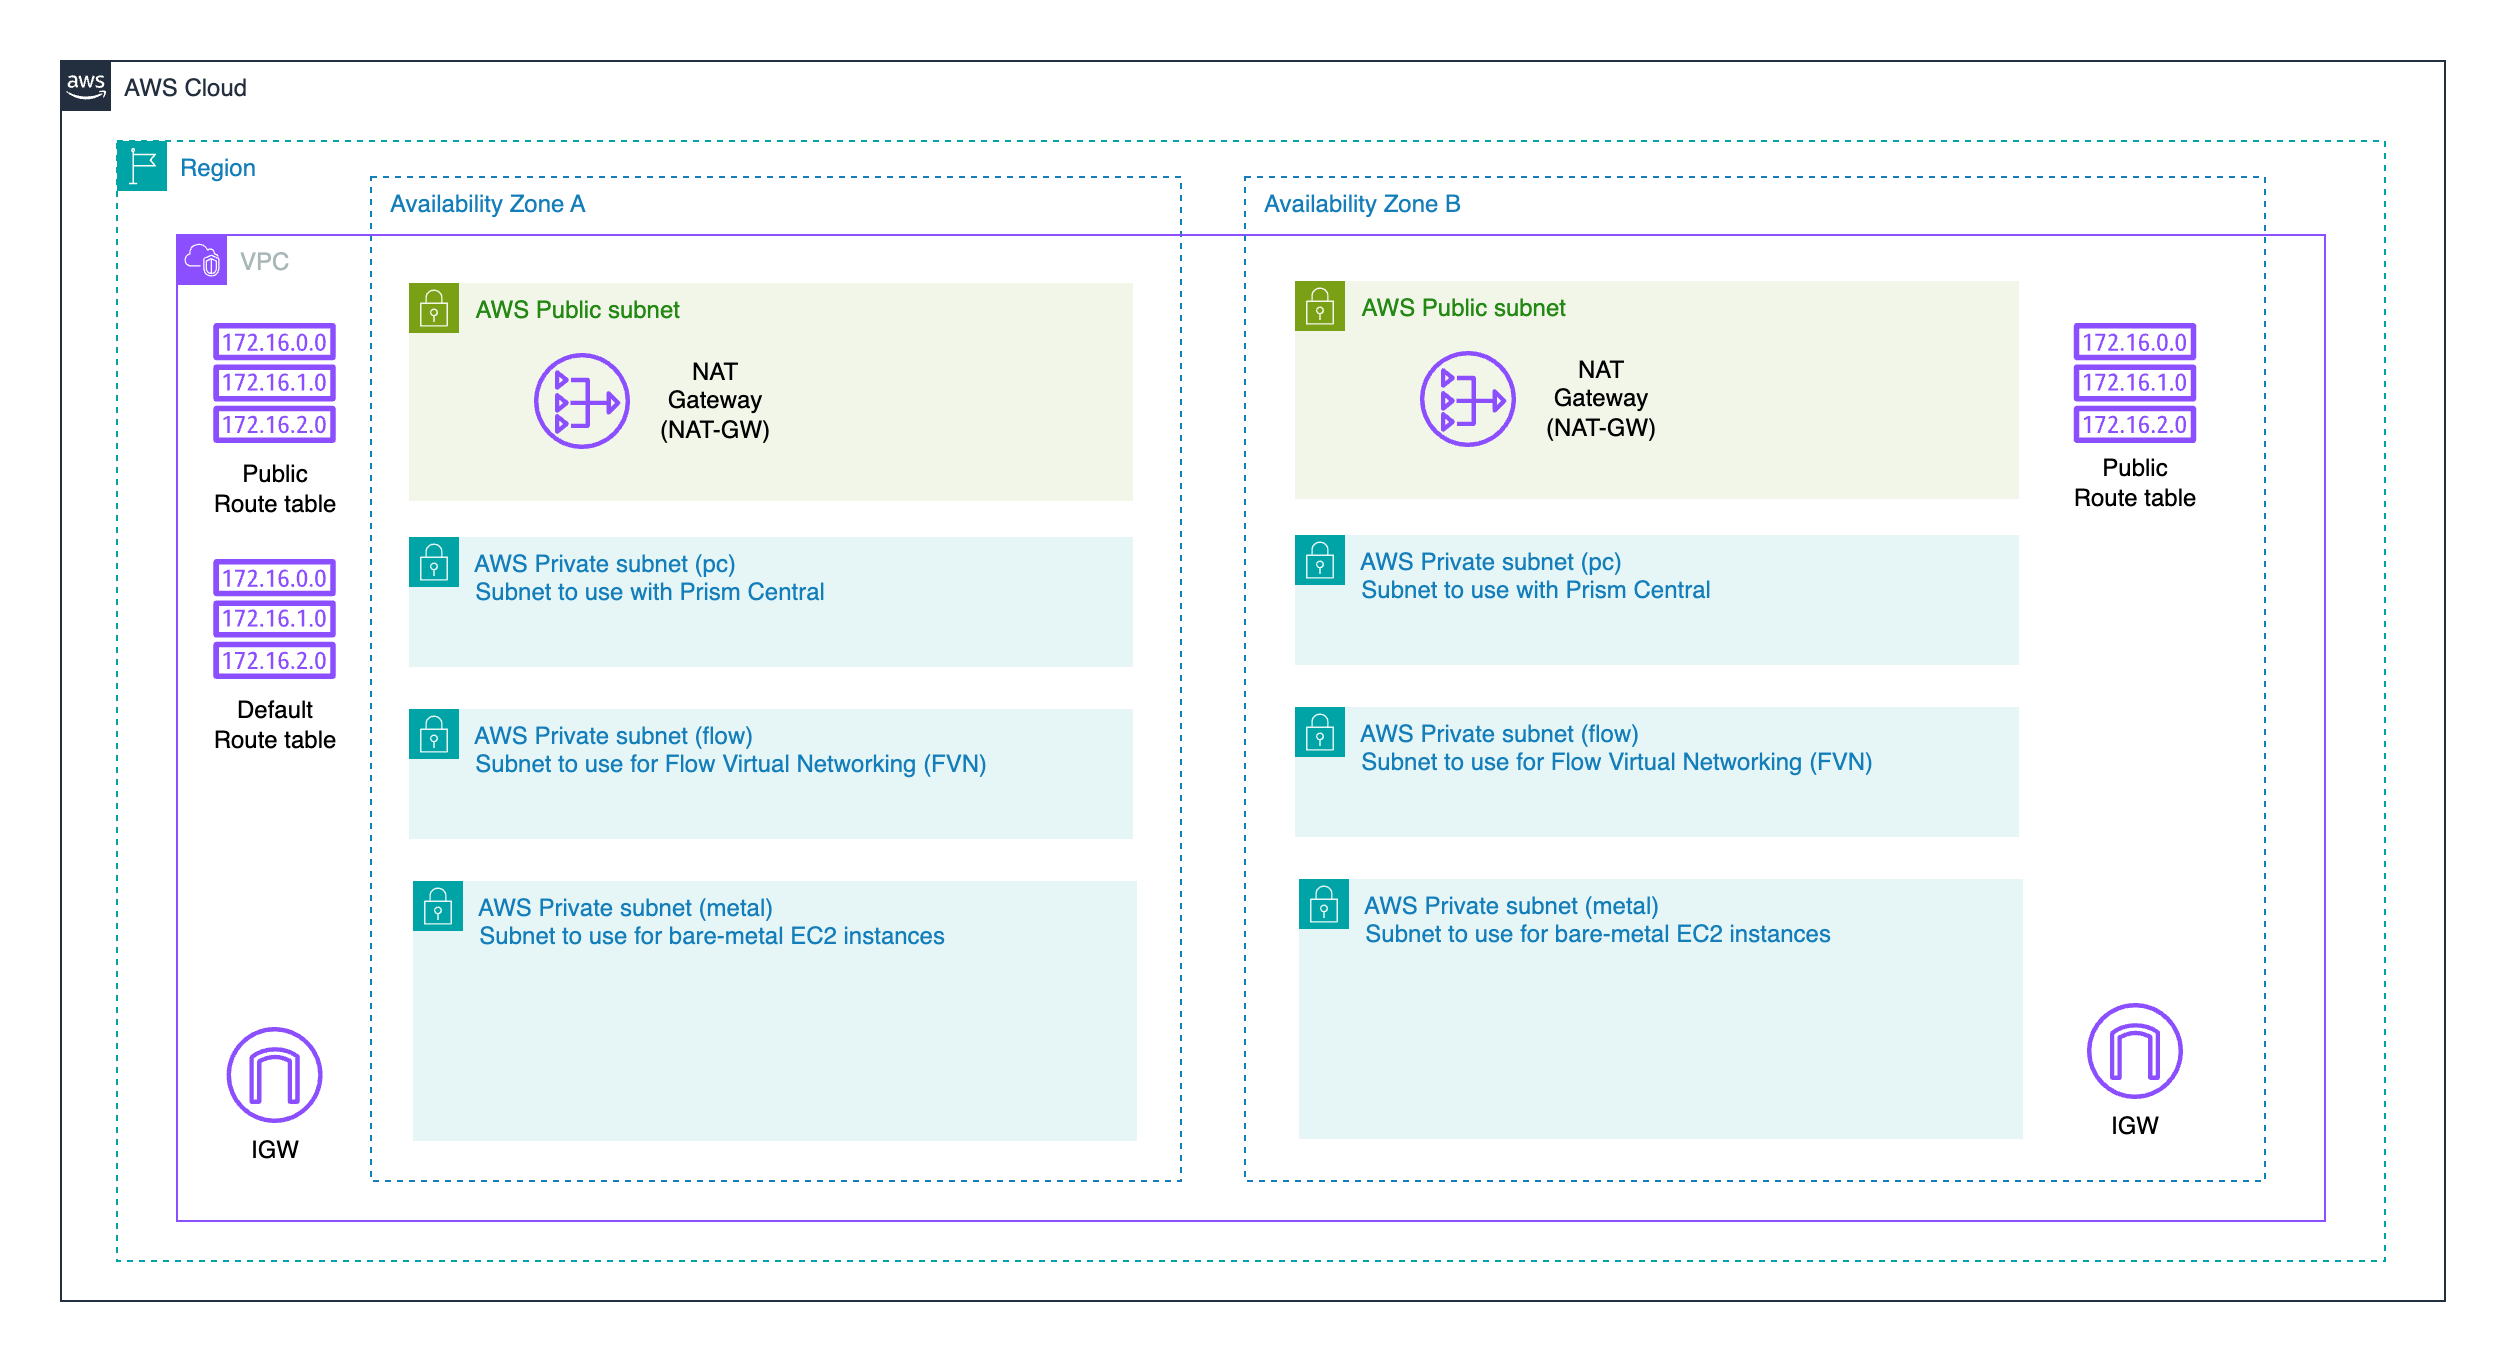 aws
AWS Cloud
Region
Availability Zone A
Availability Zone B
VPC
172.16.0.0
172.16.1.0
172.16.2.0
Public
Route table
172.16.0.0
172.16.1.0
172.16.2.0
Default
Route table
IGW
AWS Public subnet
NAT
Gateway
(NAT-GW)
AWS Private subnet (pc)
Subnet to use with Prism Central
AWS Private subnet (flow)
Subnet to use for Flow Virtual Networking (FVN)
AWS Private subnet (metal)
Subnet to use for bare-metal EC2 instances
AWS Public subnet
NAT
Gateway
(NAT-GW)
AWS Private subnet (pc)
Subnet to use with Prism Central
AWS Private subnet (flow)
Subnet to use for Flow Virtual Networking (FVN)
AWS Private subnet (metal)
Subnet to use for bare-metal EC2 instances
172.16.0.0
172.16.1.0
172.16.2.0
Public
Route table
IGW